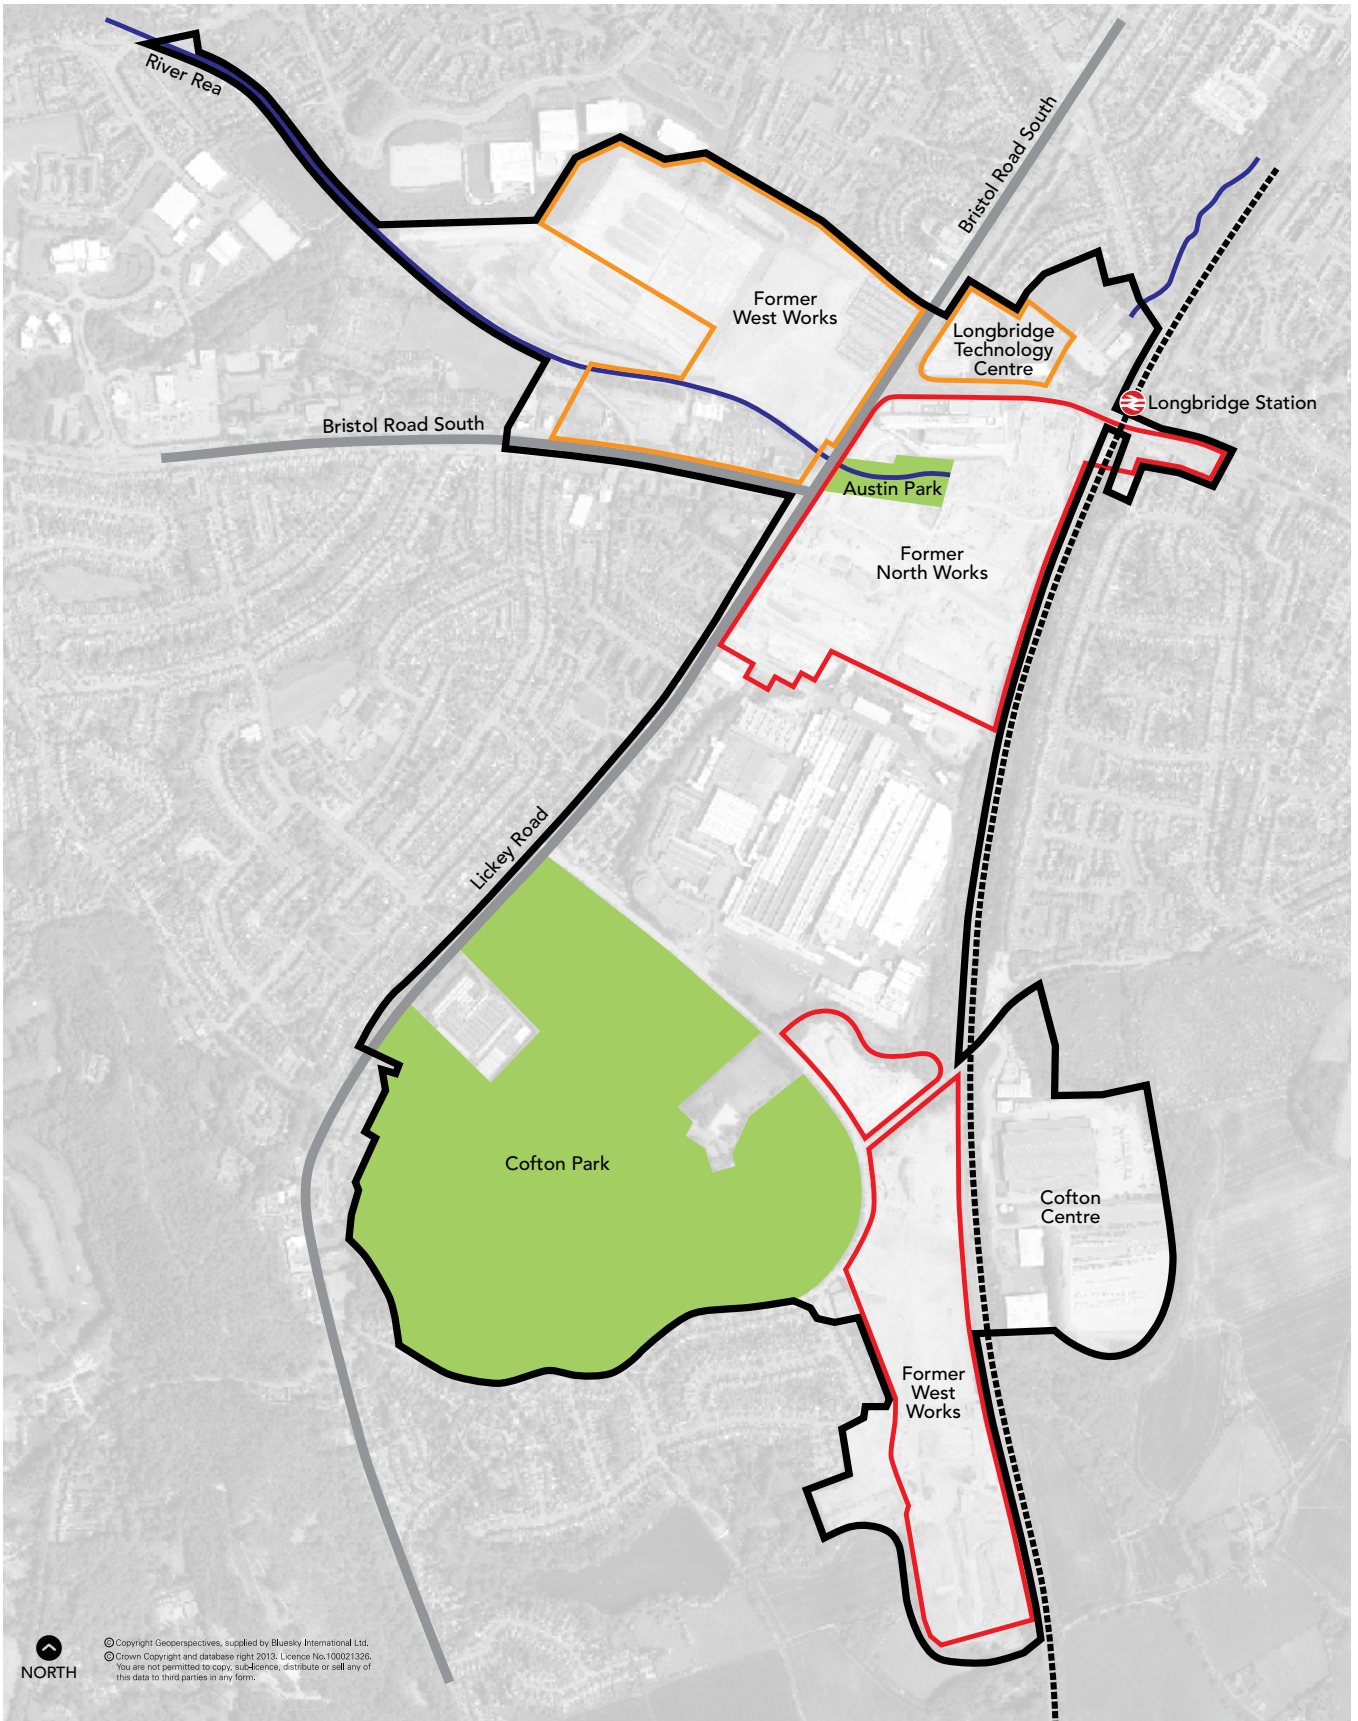 River Rea
Bristol Road South
Former
West Works
Longbridge
Technology
Centre
Longbridge Station
Bristol Road South
Austin Park
Former
North Works
Lickey Road
Cofton Park
Cofton
Centre
Former
West
Works
NORTH
© Copyright Geoperspectives, supplied by Bluesky International Ltd.
© Crown Copyright and database right 2013. Licence No.100021326.
You are not permitted to copy, sub-licence, distribute or sell any of
this data to third parties in any form.